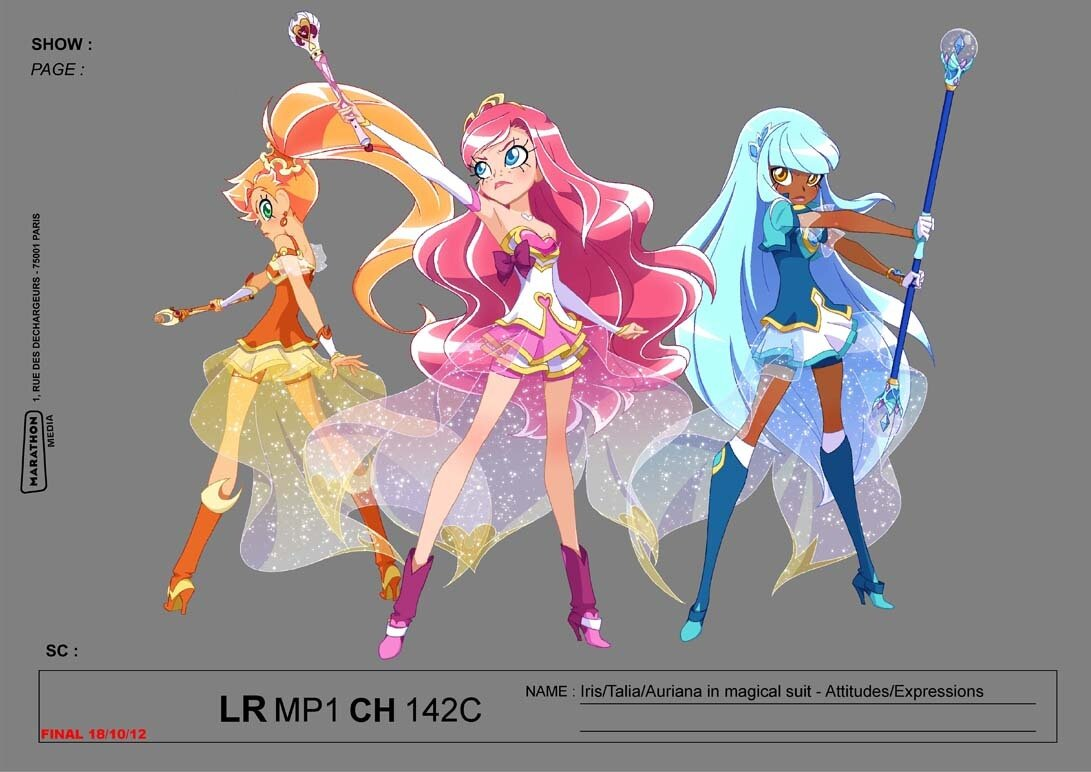 SHOW :
PAGE :
1, RUE DES DECHARGEURS - 75001 PARIS
MARATHON
MEDIA
SC :
LR MP1 CH 142C
NAME : Iris/Talia/Auriana in magical suit - Attitudes/Expressions
FINAL 18/10/12